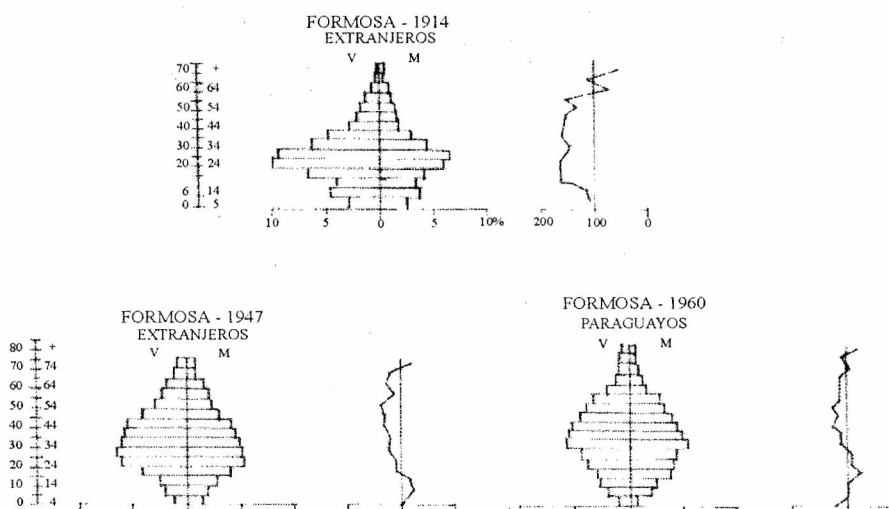 FORMOSA - 1914
EXTRANJEROS
V M
70 +
60 64
50 54
40 44
30 34
20 24
6 14
0 5
10 5 0 5 10%
200 100 0
FORMOSA - 1947
EXTRANJEROS
V M
80 +
70 74
60 64
50 54
40 44
30 34
20 24
10 14
0 4
FORMOSA - 1960
PARAGUAYOS
V M